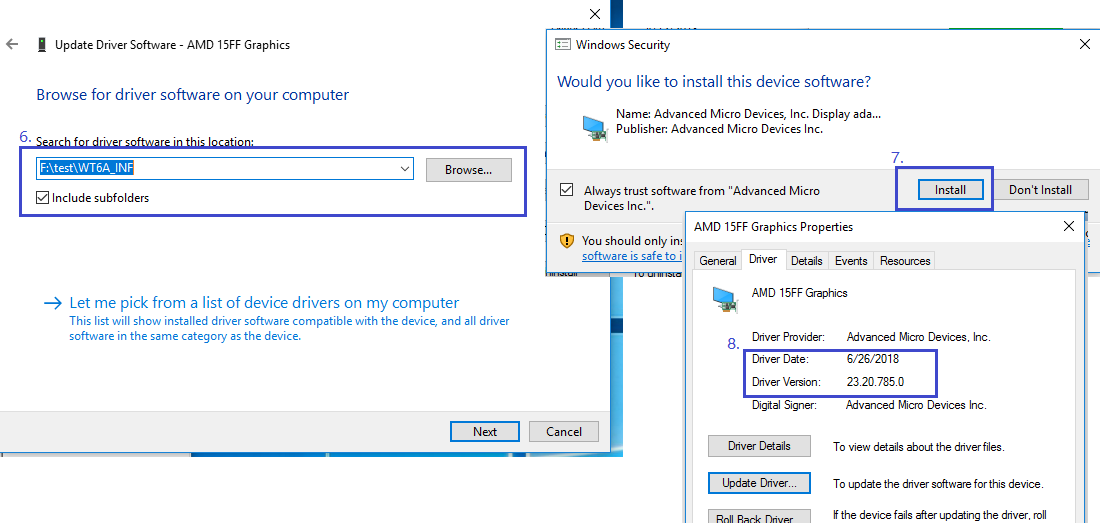 Update Driver Software - AMD 15FF Graphics
Browse for driver software on your computer
6.
Search for driver software in this location:
F:\test\WT6A_INF
Browse...
Include subfolders
Let me pick from a list of device drivers on my computer
This list will show installed driver software compatible with the device, and all driver
software in the same category as the device.
Next
Cancel
Windows Security
Would you like to install this device software?
Name: Advanced Micro Devices, Inc. Display ada...
Publisher: Advanced Micro Devices Inc.
7.
Always trust software from "Advanced Micro
Devices Inc.".
Install
Don't Install
You should only
software is safe to
AMD 15FF Graphics Properties
General
Driver
Details
Events
Resources
AMD 15FF Graphics
Driver Provider: Advanced Micro Devices, Inc.
8.
Driver Date: 6/26/2018
Driver Version: 23.20.785.0
Digital Signer: Advanced Micro Devices Inc.
Driver Details
To view details about the driver files.
Update Driver...
To update the driver software for this device.
Roll Back Driver
If the device fails after updating the driver, roll